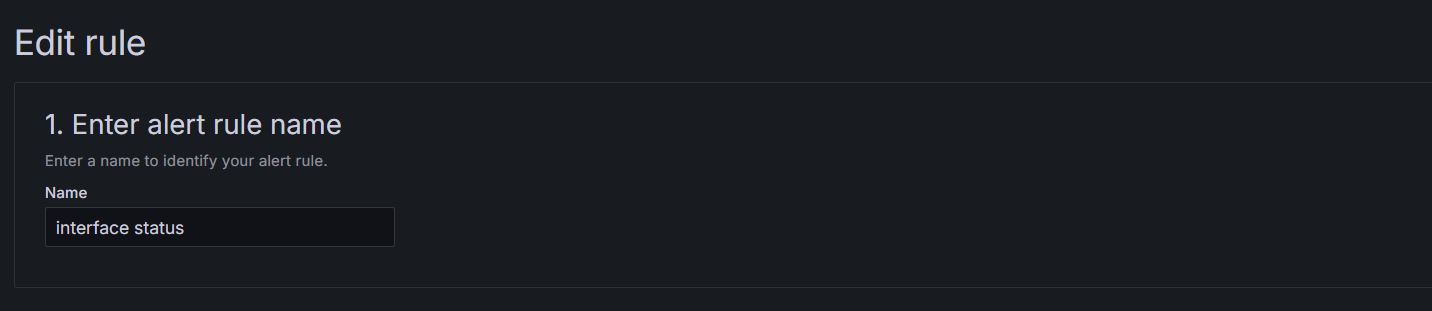 Edit rule
1. Enter alert rule name
Enter a name to identify your alert rule.
Name
interface status